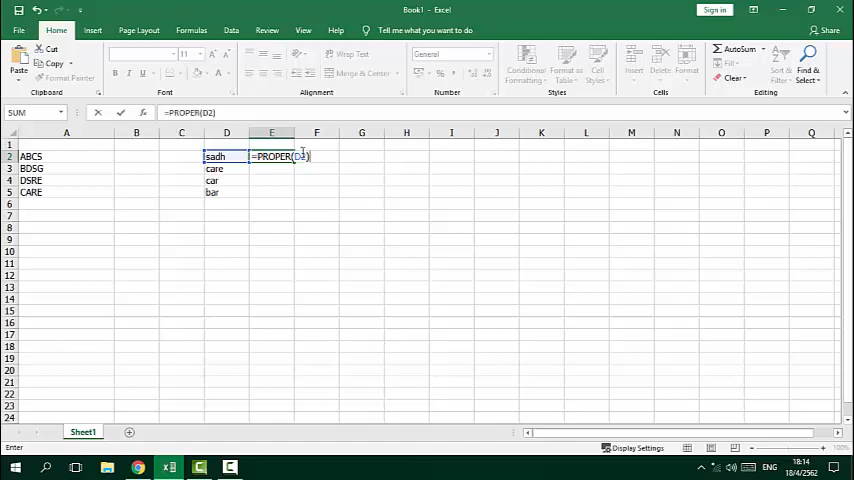 Book1 - Excel
Sign in
File Home Insert Page Layout Formulas Data Review View Help Tell me what you want to do Share
Cut
Copy
Format Painter
Paste
Clipboard
11
B I U
Font
Wrap Text
Merge & Center
Alignment
General
%
Number
Conditional Formatting
Format as Table
Cell Styles
Styles
Insert Delete Format
Cells
AutoSum
Fill
Clear
Sort & Filter
Find & Select
Editing
SUM
fx
=PROPER(D2)
A B C D E F G H I J K L M N O P Q
1
2 ABCS sadh =PROPER(D2)
3 BDSG care
4 DSRE car
5 CARE bar
6
7
8
9
10
11
12
13
14
15
16
17
18
19
20
21
22
23
24
Sheet1
Enter
Display Settings
100%
ENG
18:14
18/4/2562